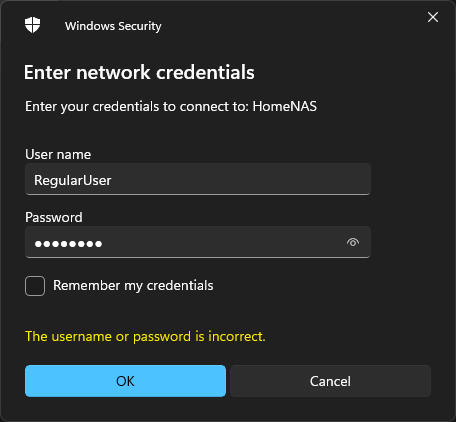 Windows Security
Enter network credentials
Enter your credentials to connect to: HomeNAS
User name
RegularUser
Password
●●●●●●●●
Remember my credentials
The username or password is incorrect.
OK
Cancel